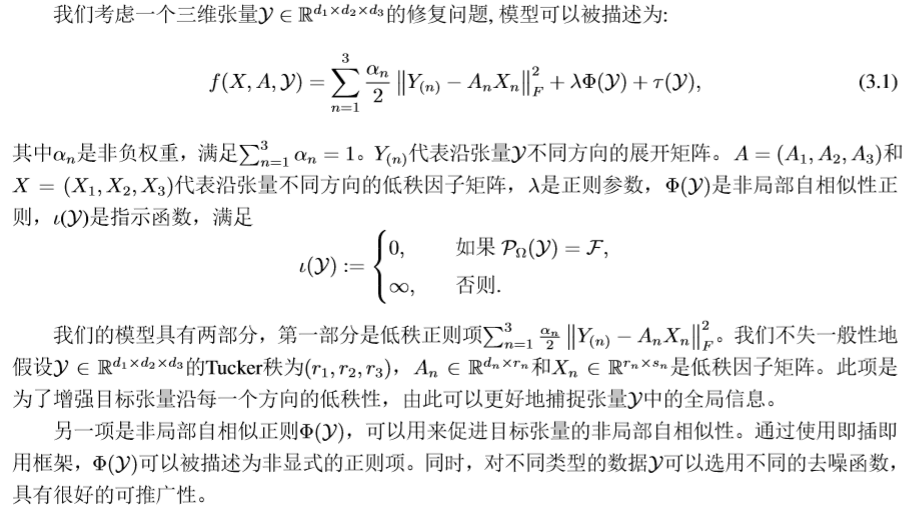 我们考虑一个三维张量$\mathcal{Y} \in \mathbb{R}^{d_1 \times d_2 \times d_3}$的修复问题, 模型可以被描述为:
$f(X, A, \mathcal{Y}) = \sum_{n=1}^{3} \frac{\alpha_n}{2} \left\| Y_{(n)} - A_n X_n \right\|_F^2 + \lambda \Phi(\mathcal{Y}) + \tau(\mathcal{Y}),$ (3.1)
其中$\alpha_n$是非负权重，满足$\sum_{n=1}^{3} \alpha_n = 1$。$Y_{(n)}$代表沿张量$\mathcal{Y}$不同方向的展开矩阵。$A = (A_1, A_2, A_3)$和
$X = (X_1, X_2, X_3)$代表沿张量不同方向的低秩因子矩阵，$\lambda$是正则参数，$\Phi(\mathcal{Y})$是非局部自相似性正
则，$\iota(\mathcal{Y})$是指示函数，满足
$\iota(\mathcal{Y}) := \begin{cases} 0, & \text{如果 } \mathcal{P}_\Omega(\mathcal{Y}) = \mathcal{F}, \\ \infty, & \text{否则}. \end{cases}$
我们的模型具有两部分，第一部分是低秩正则项$\sum_{n=1}^{3} \frac{\alpha_n}{2} \left\| Y_{(n)} - A_n X_n \right\|_F^2$。我们不失一般性地
假设$\mathcal{Y} \in \mathbb{R}^{d_1 \times d_2 \times d_3}$的Tucker秩为$(r_1, r_2, r_3)$，$A_n \in \mathbb{R}^{d_n \times r_n}$和$X_n \in \mathbb{R}^{r_n \times s_n}$是低秩因子矩阵。此项是
为了增强目标张量沿每一个方向的低秩性，由此可以更好地捕捉张量$\mathcal{Y}$中的全局信息。
另一项是非局部自相似正则$\Phi(\mathcal{Y})$，可以用来促进目标张量的非局部自相似性。通过使用即插即
用框架，$\Phi(\mathcal{Y})$可以被描述为非显式的正则项。同时，对不同类型的数据$\mathcal{Y}$可以选用不同的去噪函数，
具有很好的可推广性。